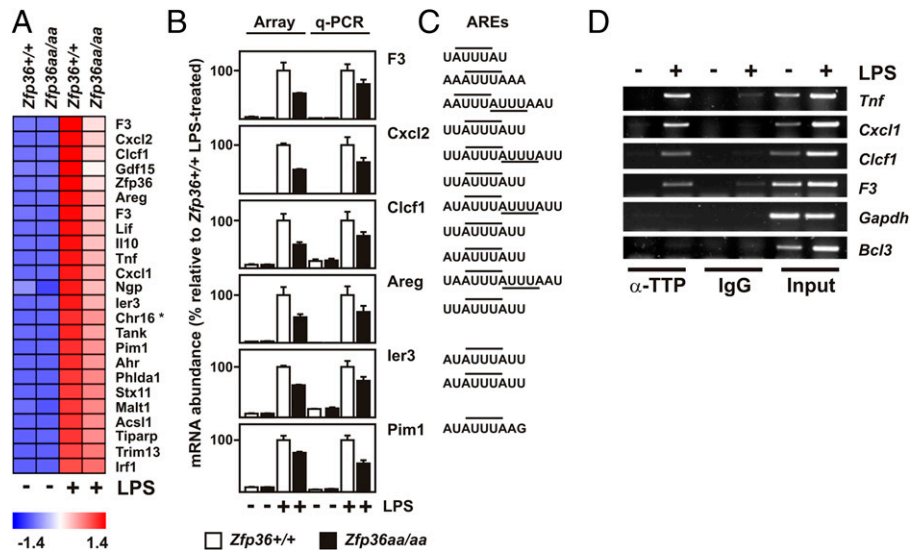 A
Zfp36+/+
Zfp36aa/aa
Zfp36+/+
Zfp36aa/aa
F3
Cxcl2
Clcf1
Gdf15
Zfp36
Areg
F3
Lif
Il10
Tnf
Cxcl1
Ngp
Ier3
Chr16 *
Tank
Pim1
Ahr
Phlda1
Stx11
Malt1
Acsl1
Tiparp
Trim13
Irf1
- - + + LPS
-1.4 1.4
B
Array q-PCR
mRNA abundance (% relative to Zfp36+/+ LPS-treated)
100 F3
100 Cxcl2
100 Clcf1
100 Areg
100 Ier3
100 Pim1
- - + + - - + + LPS
Zfp36+/+ Zfp36aa/aa
C
AREs
UAUUUAU
AAAUUUAAA
AAUUUAUUUAAU
UUAUUUAUU
UUAUUUAUUUAUU
UUAUUUAUU
AUAUUUAUUUAUU
UUAUUUAUU
AUAUUUAUU
UAAUUUAUUUAAU
UUAUUUAUU
AUAUUUAUU
AUAUUUAUU
AUAUUUAAG
D
- + - + - + LPS
Tnf
Cxcl1
Clcf1
F3
Gapdh
Bcl3
α-TTP IgG Input